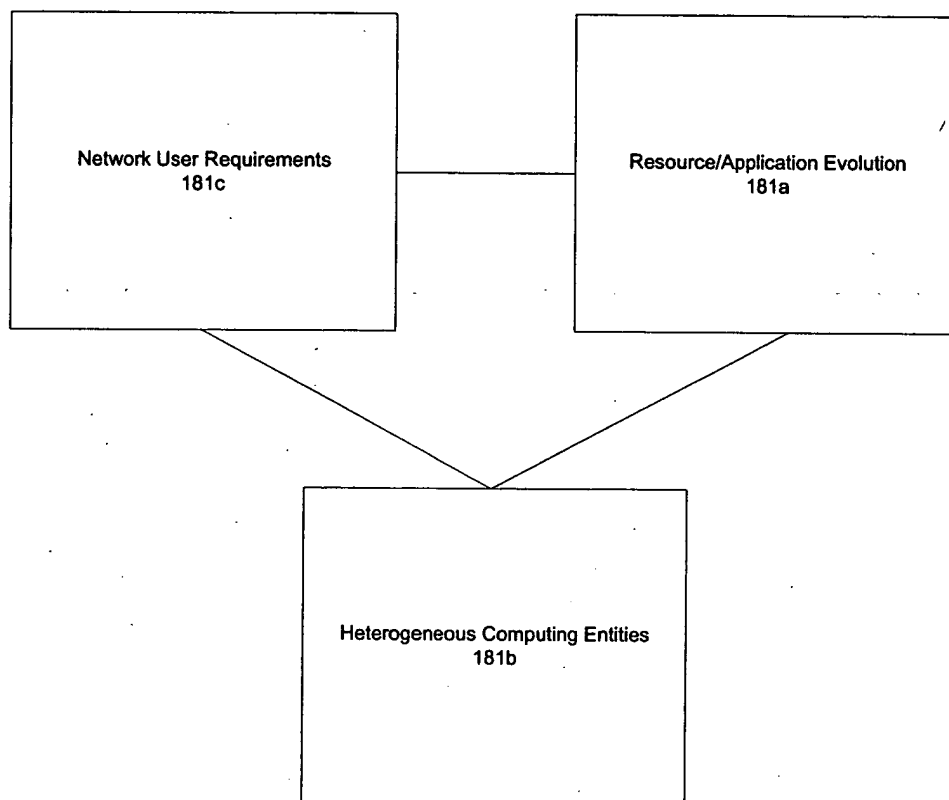 Network User Requirements
181c
Resource/Application Evolution
181a
Heterogeneous Computing Entities
181b